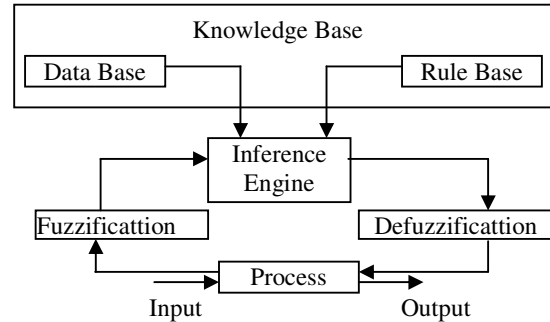 Knowledge Base
Data Base
Rule Base
Inference
Engine
Fuzzificattion
Defuzzificattion
Process
Input
Output